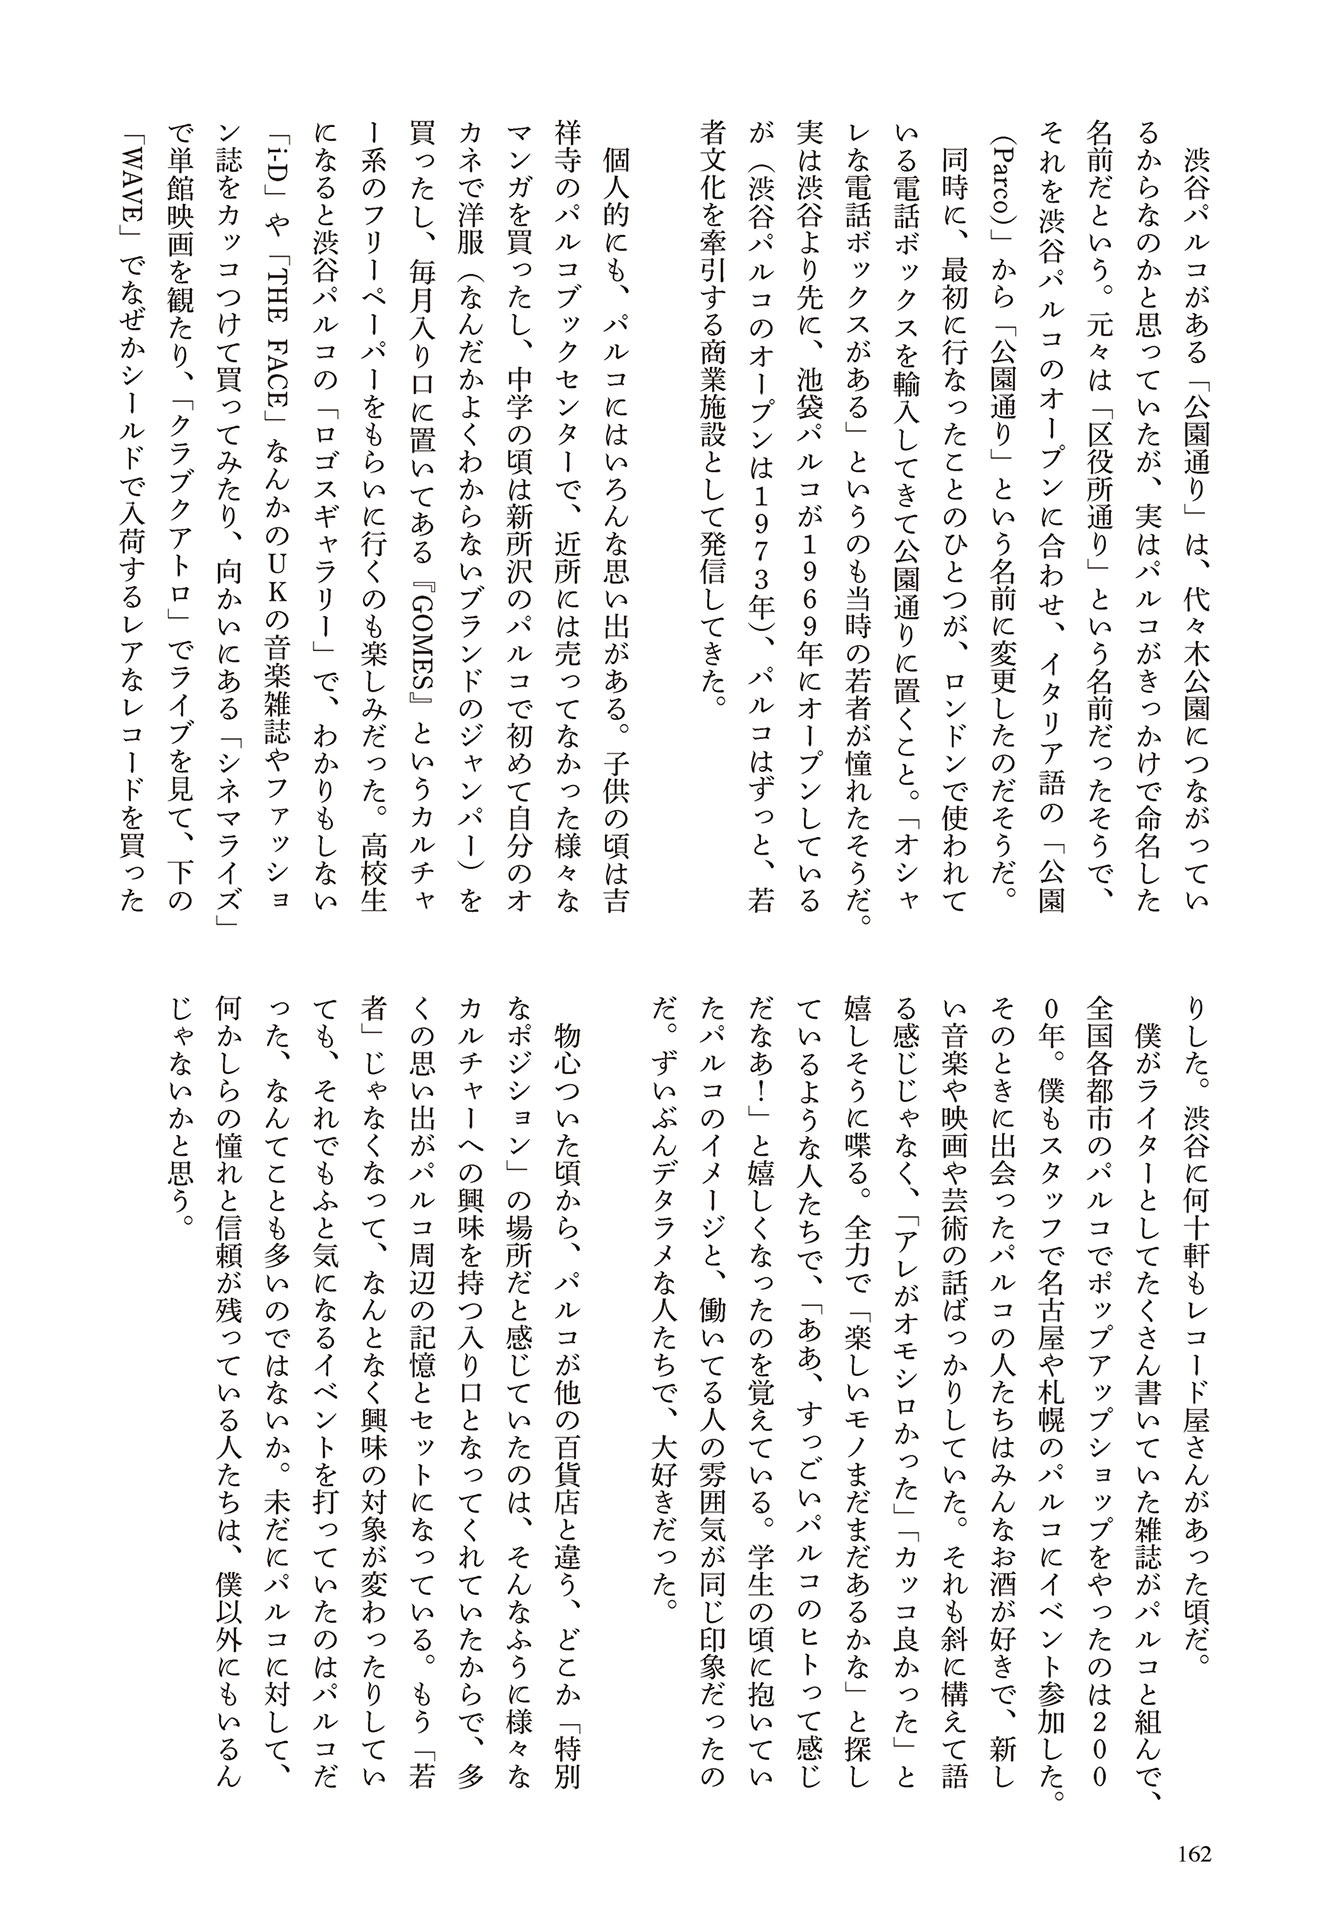 渋谷パルコがある「公園通り」は、代々木公園につながってい
るからなのかと思っていたが、実はパルコがきっかけで命名した
名前だという。元々は「区役所通り」という名前だったそうで、
それを渋谷パルコのオープンに合わせ、イタリア語の「公園
(Parco)」から「公園通り」という名前に変更したのだそうだ。
同時に、最初に行なったことのひとつが、ロンドンで使われて
いる電話ボックスを輸入してきて公園通りに置くこと。「オシャ
レな電話ボックスがある」というのも当時の若者が憧れたそうだ。
実は渋谷より先に、池袋パルコが1969年にオープンしている
が（渋谷パルコのオープンは1973年）、パルコはずっと、若
者文化を牽引する商業施設として発信してきた。
個人的にも、パルコにはいろんな思い出がある。子供の頃は吉
祥寺のパルコブックセンターで、近所には売ってなかった様々な
マンガを買ったし、中学の頃は新所沢のパルコで初めて自分のオ
カネで洋服（なんだかよくわからないブランドのジャンパー）を
買ったし、毎月入り口に置いてある『GOMES』というカルチャ
ー系のフリーペーパーをもらいに行くのも楽しみだった。高校生
になると渋谷パルコの「ロゴスギャラリー」で、わかりもしない
「i-D」や「THE FACE」なんかのUKの音楽雑誌やファッショ
ン誌をカッコつけて買ってみたり、向かいにある「シネマライズ」
で単館映画を観たり、「クラブクアトロ」でライブを見て、下の
「WAVE」でなぜかシールドで入荷するレアなレコードを買った
りした。渋谷に何十軒もレコード屋さんがあった頃だ。
僕がライターとしてたくさん書いていた雑誌がパルコと組んで、
全国各都市のパルコでポップアップショップをやったのは200
0年。僕もスタッフで名古屋や札幌のパルコにイベント参加した。
そのときに出会ったパルコの人たちはみんなお酒が好きで、新し
い音楽や映画や芸術の話ばっかりしていた。それも斜に構えて語
る感じじゃなく、「アレがオモシロかった」「カッコ良かった」と
嬉しそうに喋る。全力で「楽しいモノまだまだあるかな」と探し
ているような人たちで、「ああ、すっごいパルコのヒトって感じ
だなあ！」と嬉しくなったのを覚えている。学生の頃に抱いてい
たパルコのイメージと、働いてる人の雰囲気が同じ印象だったの
だ。ずいぶんデタラメな人たちで、大好きだった。
物心ついた頃から、パルコが他の百貨店と違う、どこか「特別
なポジション」の場所だと感じていたのは、そんなふうに様々な
カルチャーへの興味を持つ入り口となってくれていたからで、多
くの思い出がパルコ周辺の記憶とセットになっている。もう「若
者」じゃなくなって、なんとなく興味の対象が変わったりしてい
ても、それでもふと気になるイベントを打っていたのはパルコだ
った、なんてことも多いのではないか。未だにパルコに対して、
何かしらの憧れと信頼が残っている人たちは、僕以外にもいるん
じゃないかと思う。
162